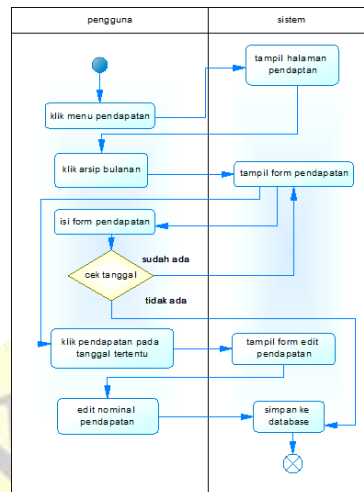 pengguna
sistem
tampil halaman
pendaptan
klik menu pendapatan
klik arsip bulanan
tampil form pendapatan
isi form pendapatan
sudah ada
cek tanggal
tidak ada
klik pendapatan pada
tanggal tertentu
tampil form edit
pendapatan
edit nominal
pendapatan
simpan ke
database